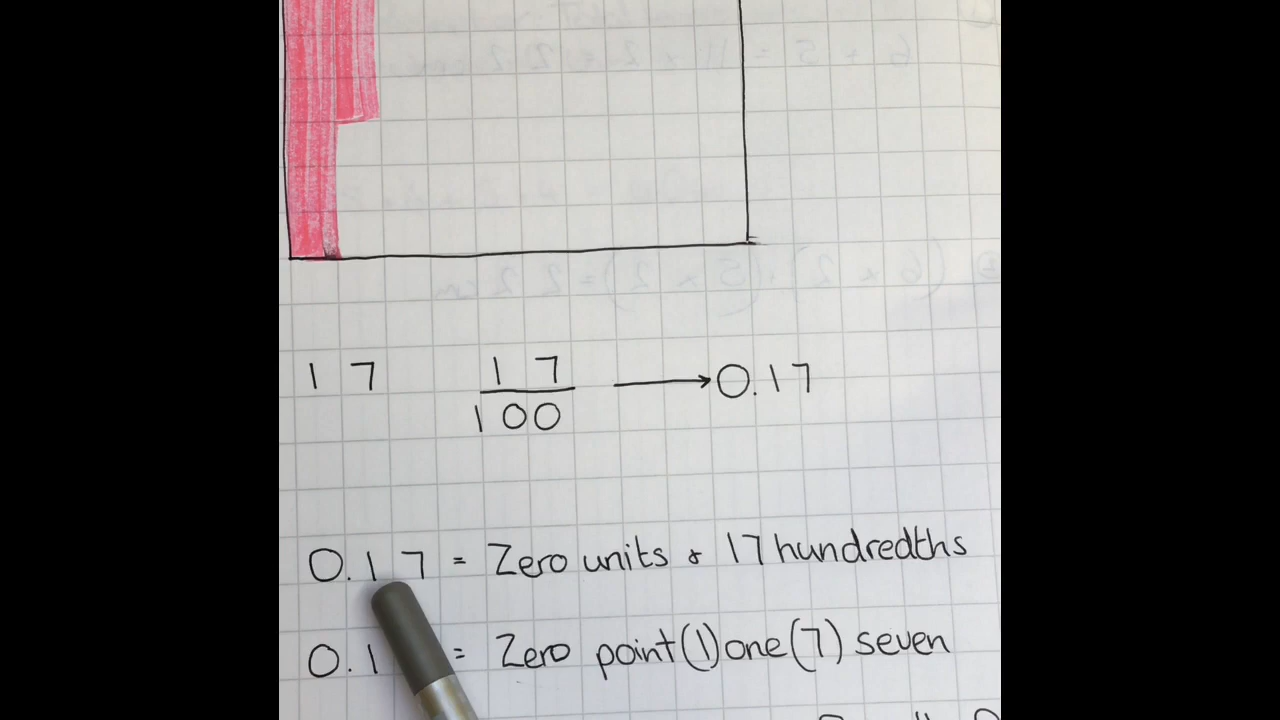 17 17/100 → 0.17
0.17 = Zero units & 17 hundredths
0.1 = Zero point (1) one (7) seven